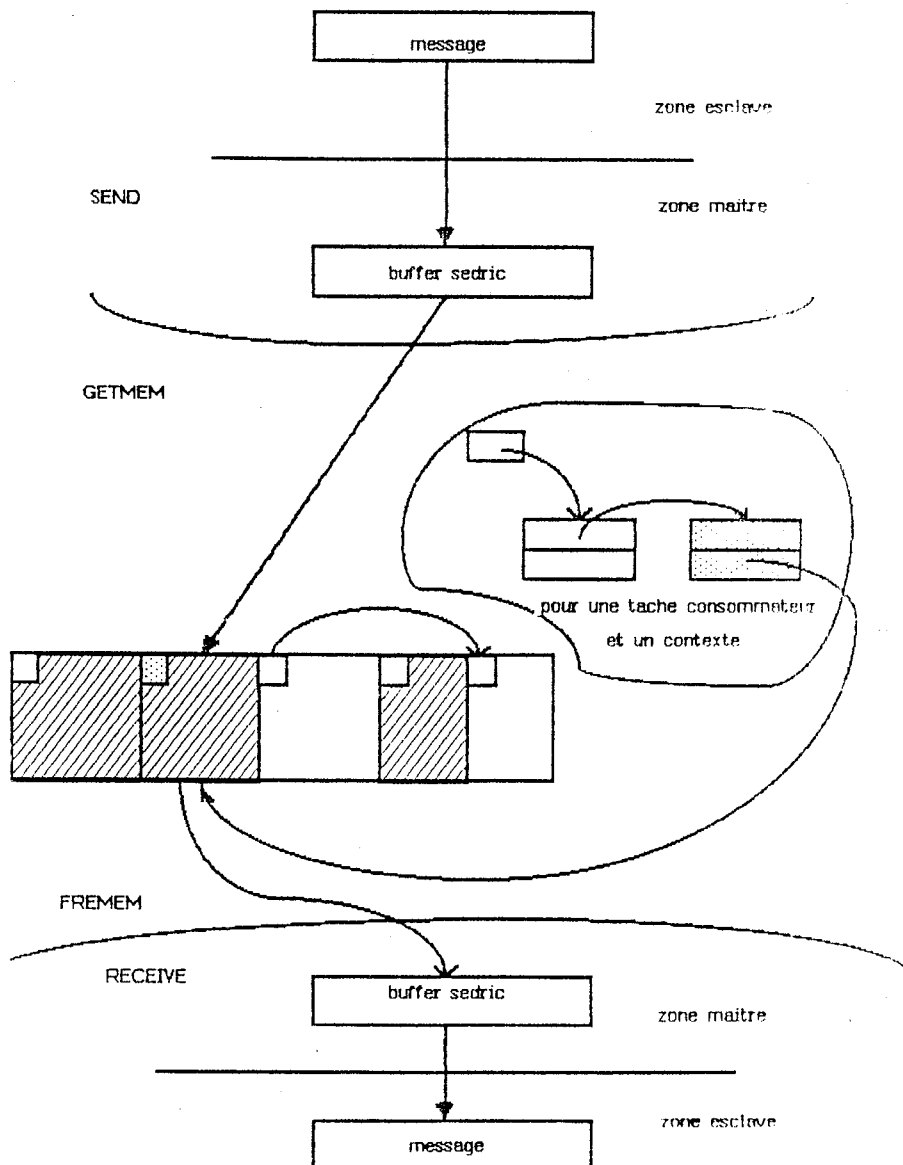 message
zone esclave
SEND
zone maitre
buffer sedric
GETMEM
pour une tache consommateur
et un contexte
FREMEM
RECEIVE
buffer sedric
zone maitre
zone esclave
message